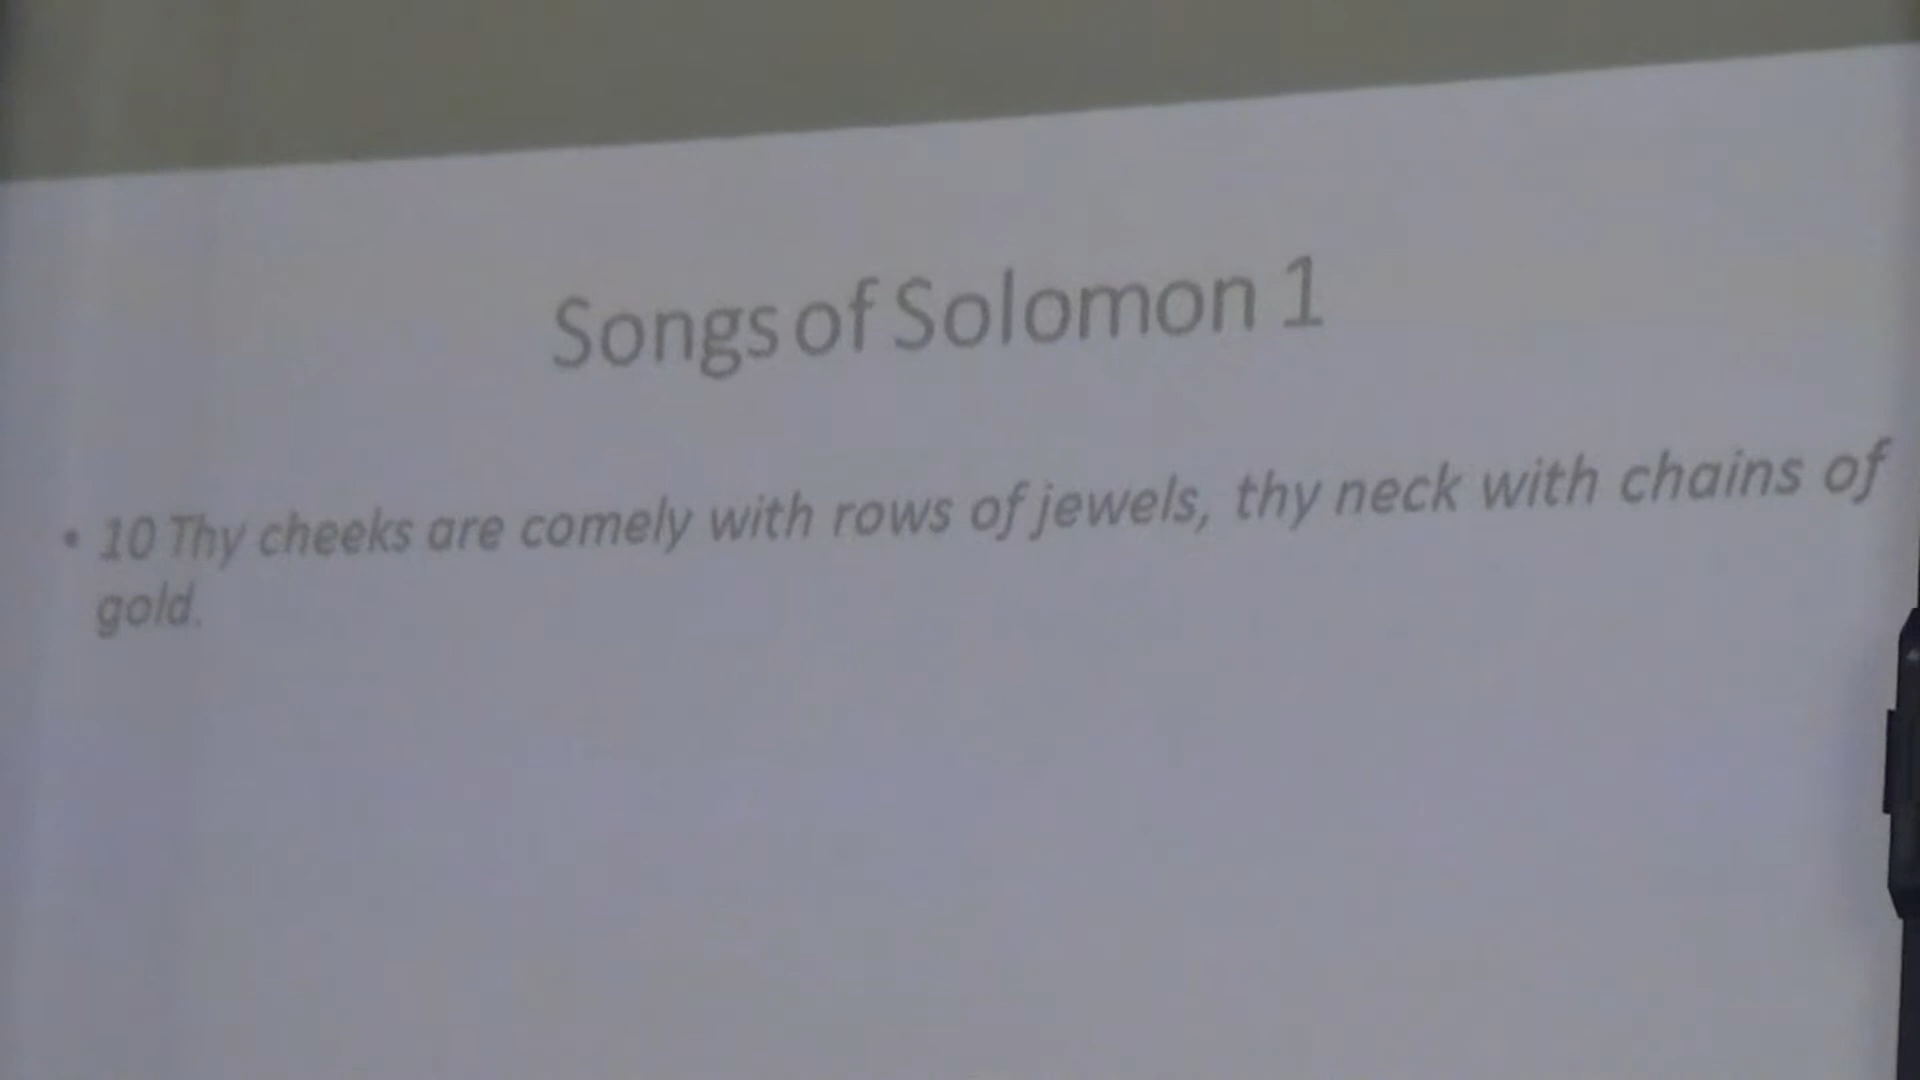 Songs of Solomon 1
• 10 Thy cheeks are comely with rows of jewels, thy neck with chains of
gold.